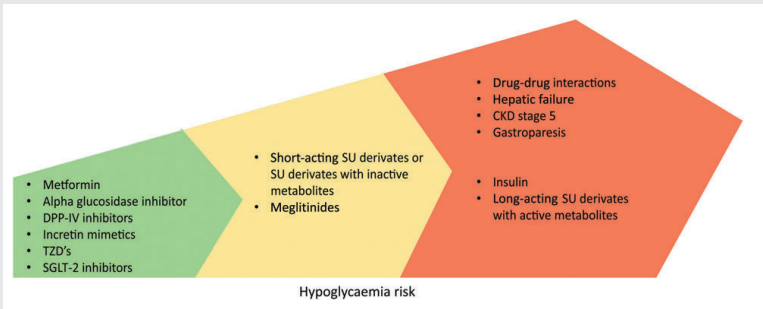 • Metformin
• Alpha glucosidase inhibitor
• DPP-IV inhibitors
• Incretin mimetics
• TZD's
• SGLT-2 inhibitors
• Short-acting SU derivates or
SU derivates with inactive
metabolites
• Meglitinides
• Drug-drug interactions
• Hepatic failure
• CKD stage 5
• Gastroparesis
• Insulin
• Long-acting SU derivates
with active metabolites
Hypoglycaemia risk